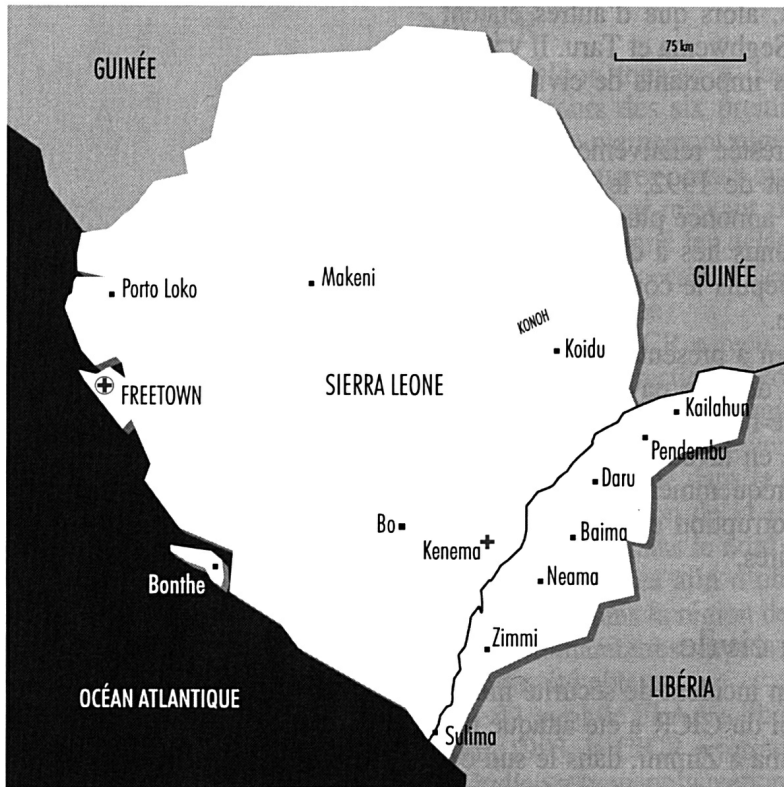 GUINÉE
75 km
GUINÉE
Porto Loko
Makeni
KONOH
Koidu
FREETOWN
SIERRA LEONE
Kailahun
Pendembu
Daru
Bo
Kenema
Baima
Bonthe
Neama
Zimmi
OCÉAN ATLANTIQUE
LIBÉRIA
Sulima